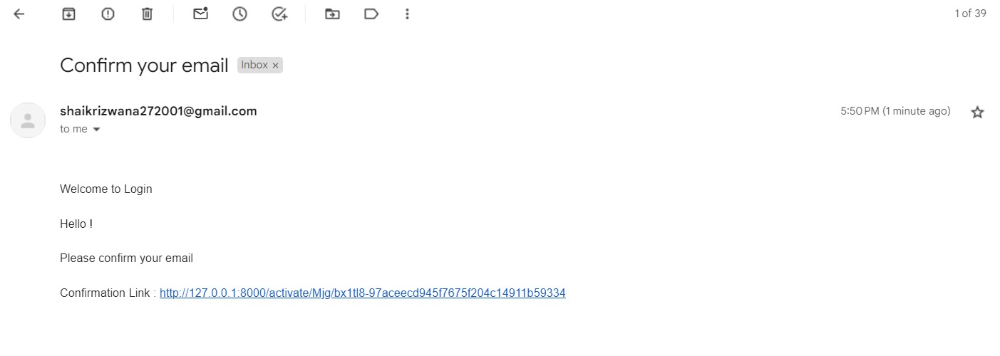 1 of 39
Confirm your email Inbox ×
shaikrizwana272001@gmail.com 5:50 PM (1 minute ago)
to me
Welcome to Login
Hello !
Please confirm your email
Confirmation Link : http://127.0.0.1:8000/activate/Mjg/bx1tl8-97aceecd945f7675f204c14911b59334